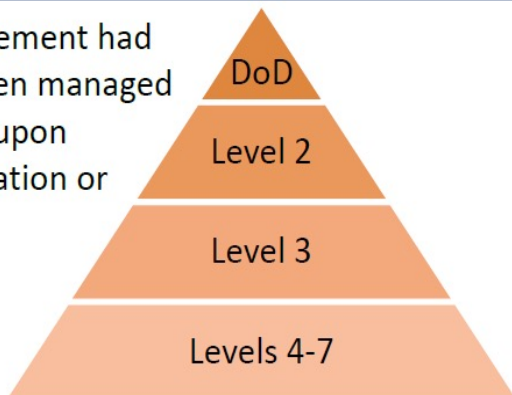 ement had
en managed
upon
ation or
DoD
Level 2
Level 3
Levels 4-7